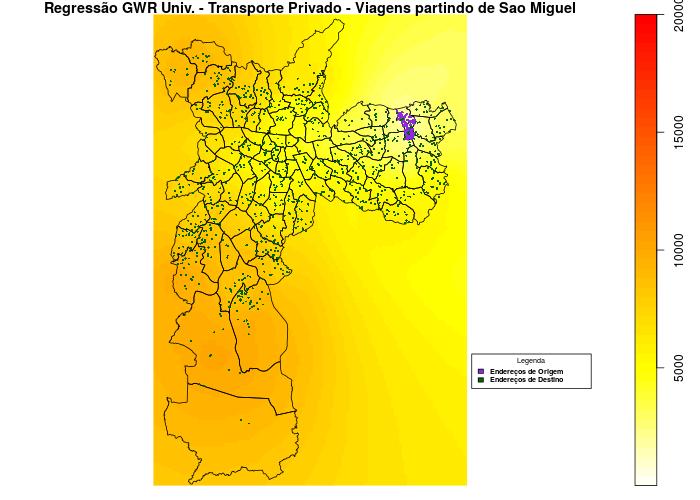 Regressão GWR Univ. - Transporte Privado - Viagens partindo de Sao Miguel
20000
15000
10000
5000
Legenda
Endereços de Origem
Endereços de Destino